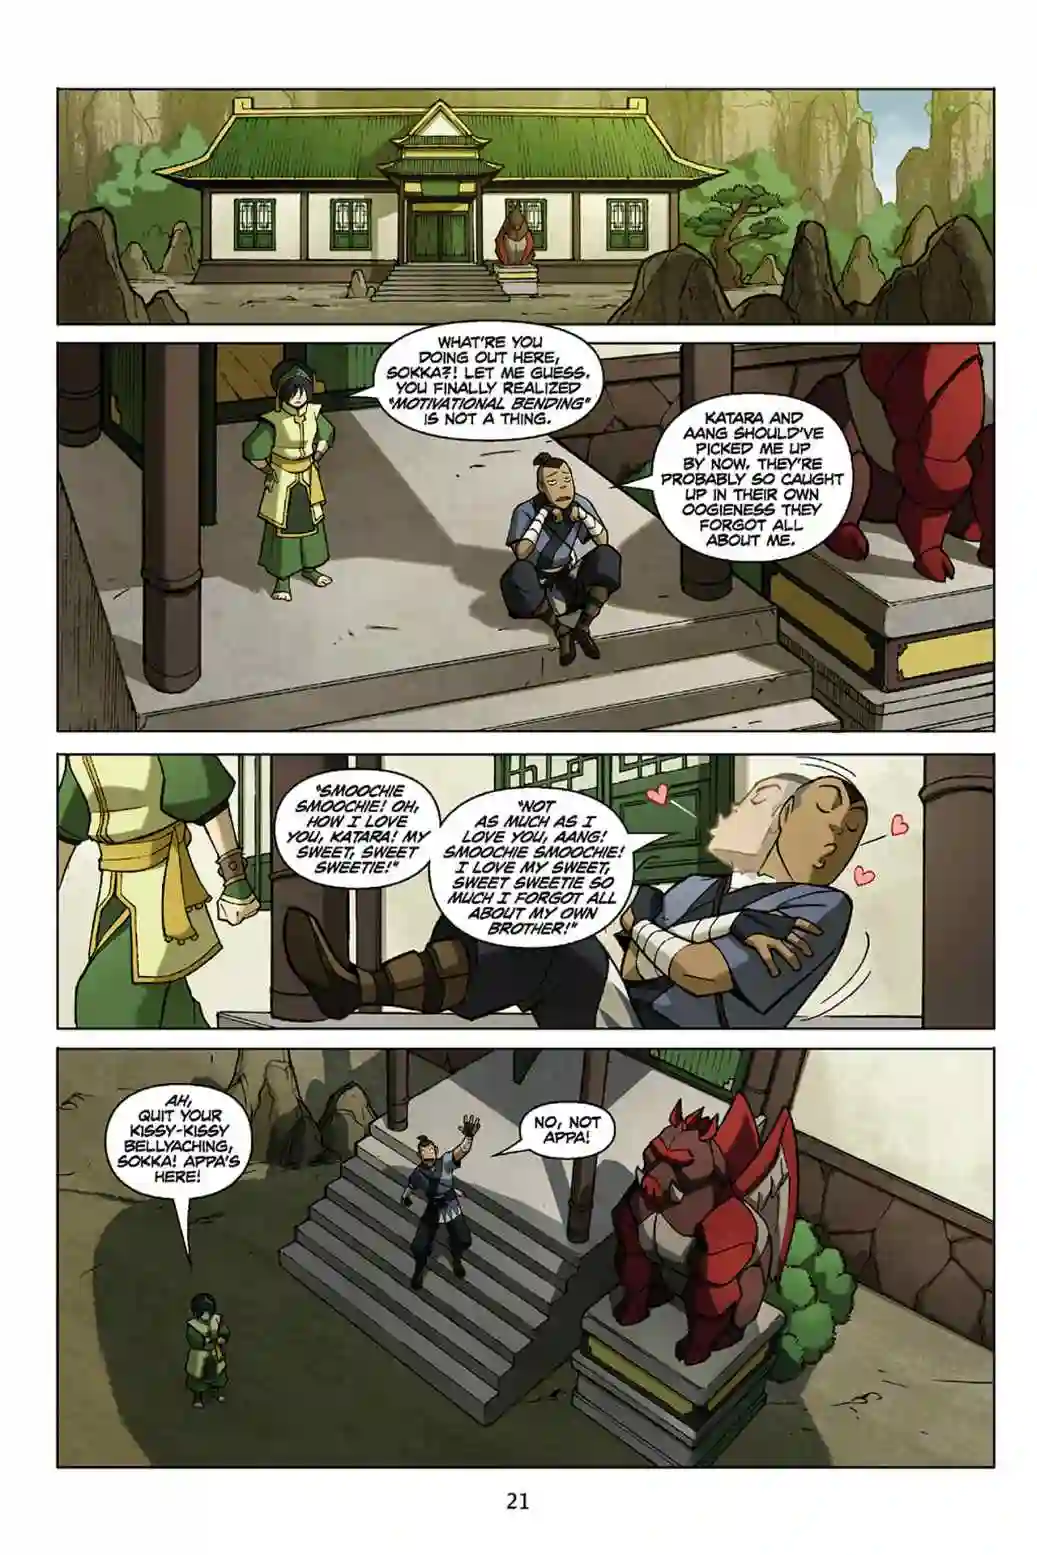 WHAT'RE YOU
DOING OUT HERE,
SOKKA?! LET ME GUESS.
YOU FINALLY REALIZED
"MOTIVATIONAL BENDING"
IS NOT A THING.
KATARA AND
AANG SHOULD'VE
PICKED ME UP
BY NOW. THEY'RE
PROBABLY SO CAUGHT
UP IN THEIR OWN
OOGIENESS THEY
FORGOT ALL
ABOUT ME.
"SMOOCHIE
SMOOCHIE! OH,
HOW I LOVE
YOU, KATARA! MY
SWEET, SWEET
SWEETIE!"
"NOT
AS MUCH AS I
LOVE YOU, AANG!
SMOOCHIE SMOOCHIE!
I LOVE MY SWEET,
SWEET SWEETIE SO
MUCH I FORGOT ALL
ABOUT MY OWN
BROTHER!"
AH,
QUIT YOUR
KISSY-KISSY
BELLYACHING,
SOKKA! APPA'S
HERE!
NO, NOT
APPA!
21